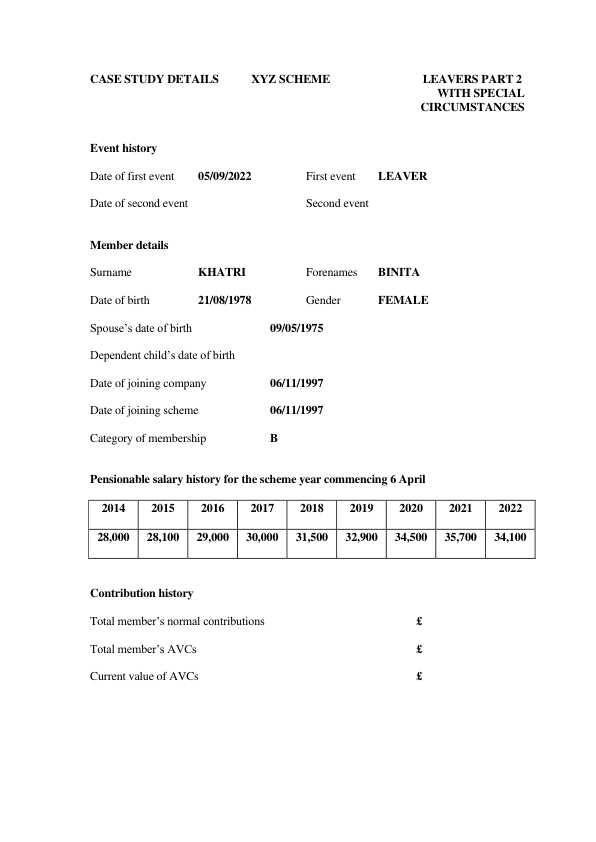 CASE STUDY DETAILS XYZ SCHEME LEAVERS PART 2
WITH SPECIAL
CIRCUMSTANCES
Event history
Date of first event 05/09/2022 First event LEAVER
Date of second event Second event
Member details
Surname KHATRI Forenames BINITA
Date of birth 21/08/1978 Gender FEMALE
Spouse’s date of birth 09/05/1975
Dependent child’s date of birth
Date of joining company 06/11/1997
Date of joining scheme 06/11/1997
Category of membership B
Pensionable salary history for the scheme year commencing 6 April
2014 2015 2016 2017 2018 2019 2020 2021 2022
28,000 28,100 29,000 30,000 31,500 32,900 34,500 35,700 34,100
Contribution history
Total member’s normal contributions £
Total member’s AVCs £
Current value of AVCs £